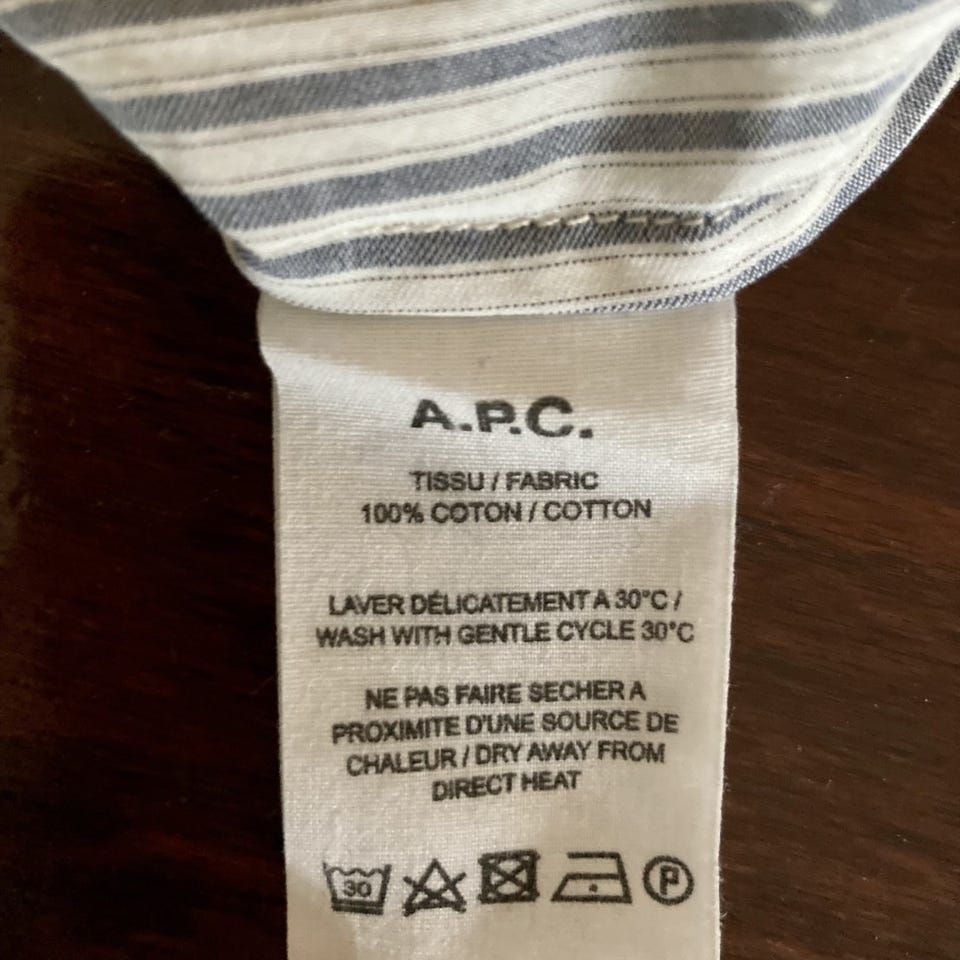 A.P.C.
TISSU / FABRIC
100% COTON / COTTON
LAVER DÉLICATEMENT A 30°C /
WASH WITH GENTLE CYCLE 30°C
NE PAS FAIRE SECHER A
PROXIMITE D'UNE SOURCE DE
CHALEUR / DRY AWAY FROM
DIRECT HEAT
30 P